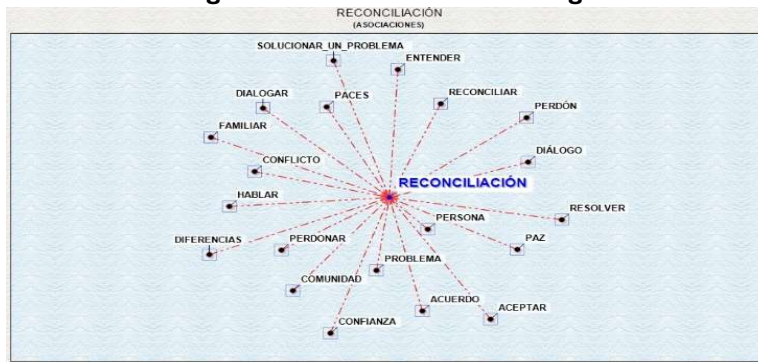 RECONCILIACIÓN
(ASOCIACIONES)
SOLUCIONAR_UN_PROBLEMA
ENTENDER
DIALOGAR
PACES
RECONCILIAR
PERDÓN
FAMILIAR
CONFLICTO
DIÁLOGO
RECONCILIACIÓN
HABLAR
PERSONA
RESOLVER
DIFERENCIAS
PERDONAR
PAZ
PROBLEMA
COMUNIDAD
ACUERDO
ACEPTAR
CONFIANZA